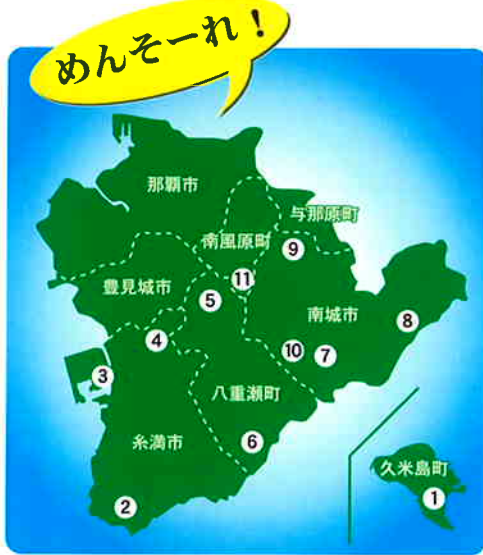 めんそーれ!
那覇市
与那原町
南風原町
⑨
豊見城市
⑪
⑤
南城市
⑧
④
⑩
⑦
③
八重瀬町
糸満市
⑥
久米島町
①
②